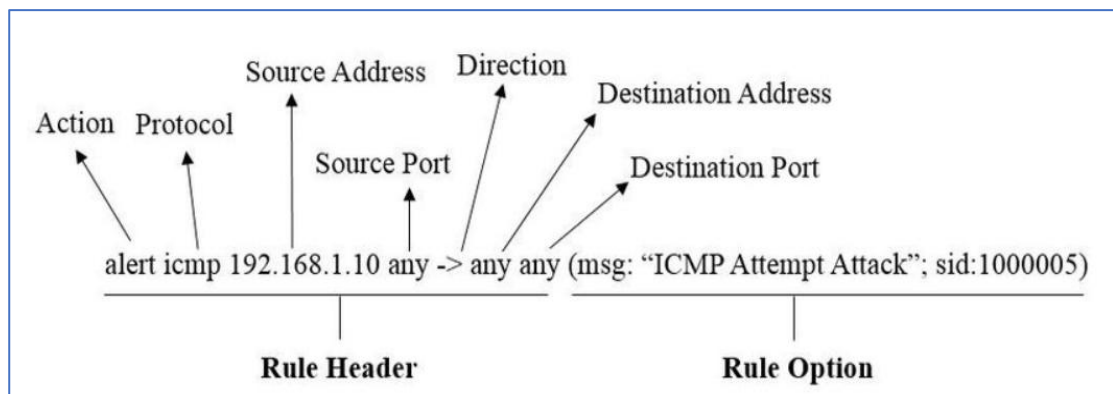 Source Address Direction
Destination Address
Action Protocol
Source Port Destination Port
alert icmp 192.168.1.10 any -> any any (msg: “ICMP Attempt Attack”; sid:1000005)
Rule Header Rule Option